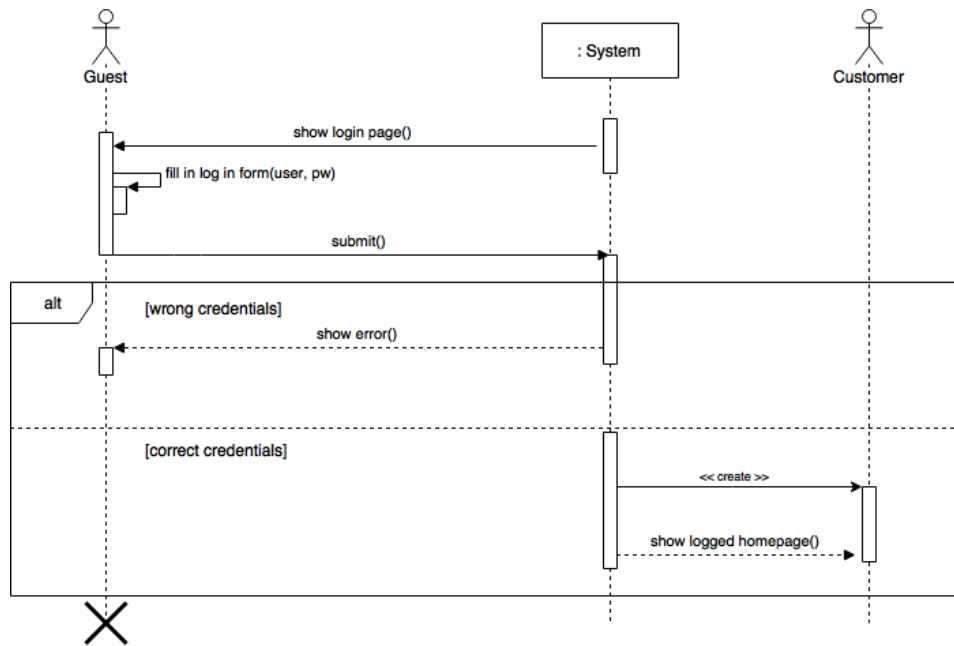 Guest
: System
Customer
show login page()
fill in log in form(user, pw)
submit()
alt
[wrong credentials]
show error()
[correct credentials]
<< create >>
show logged homepage()